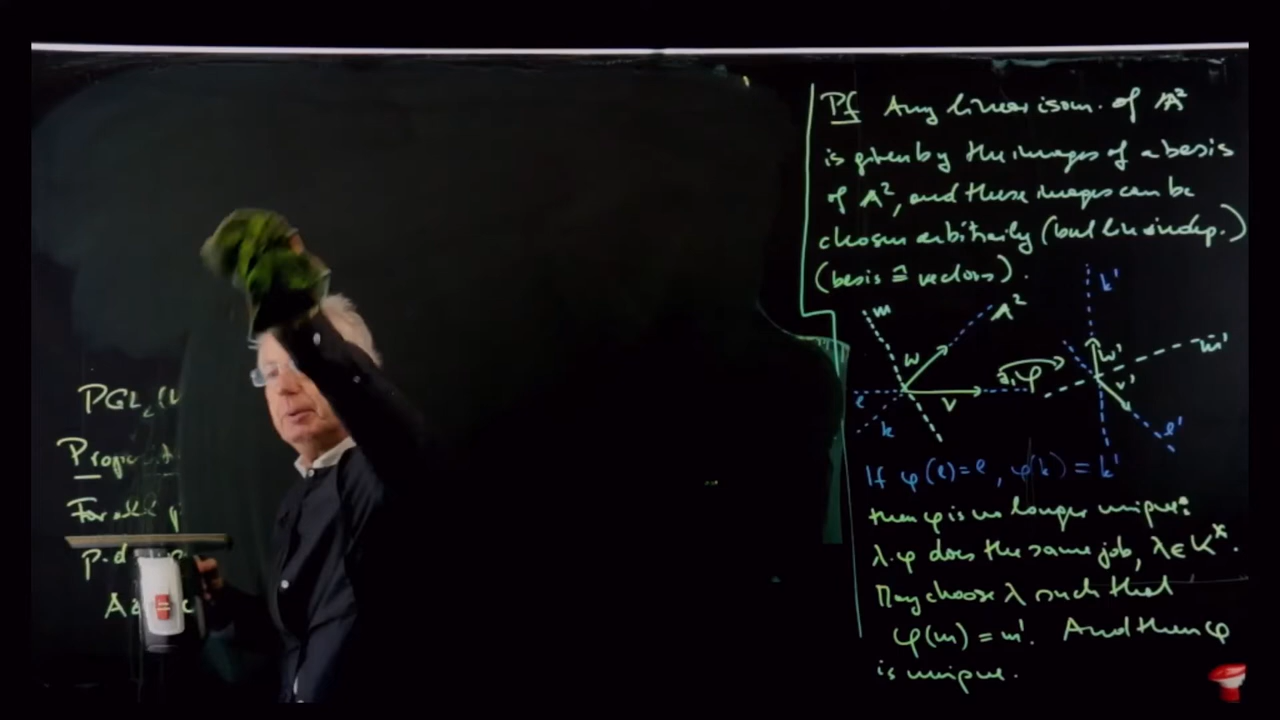 PGL₂(
Propo
For all p
p.d
A
Pf Any linear isom. of A²
is given by the images of a basis
of A², and these images can be
chosen arbitrarily (but lin. indep.)
(basis ≙ vectors).
k'
m
A²
w
λ·φ
w'
m'
v'
l
v
k
l'
If φ(l) = l, φ(k) = k'
then φ is no longer unique:
λ·φ does the same job, λ∈K*.
May choose λ such that
φ(m) = m'. And then φ
is unique.